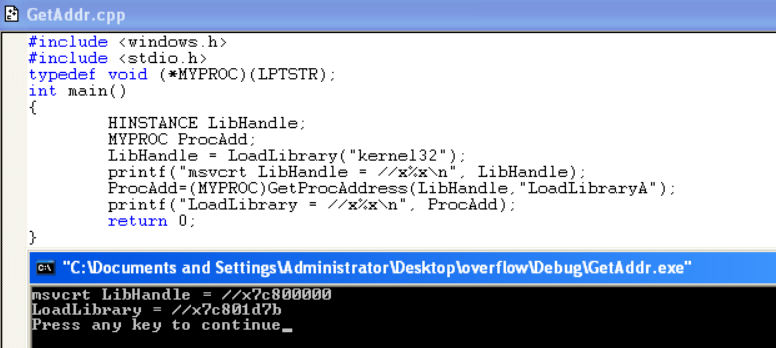 GetAddr.cpp
#include <windows.h>
#include <stdio.h>
typedef void (*MYPROC)(LPTSTR);
int main()
{
HINSTANCE LibHandle;
MYPROC ProcAdd;
LibHandle = LoadLibrary("kernel32");
printf("msvcrt LibHandle = //x%x\n", LibHandle);
ProcAdd=(MYPROC)GetProcAddress(LibHandle,"LoadLibraryA");
printf("LoadLibrary = //x%x\n", ProcAdd);
return 0;
}
"C:\Documents and Settings\Administrator\Desktop\overflow\Debug\GetAddr.exe"
msvcrt LibHandle = //x7c800000
LoadLibrary = //x7c801d7b
Press any key to continue_